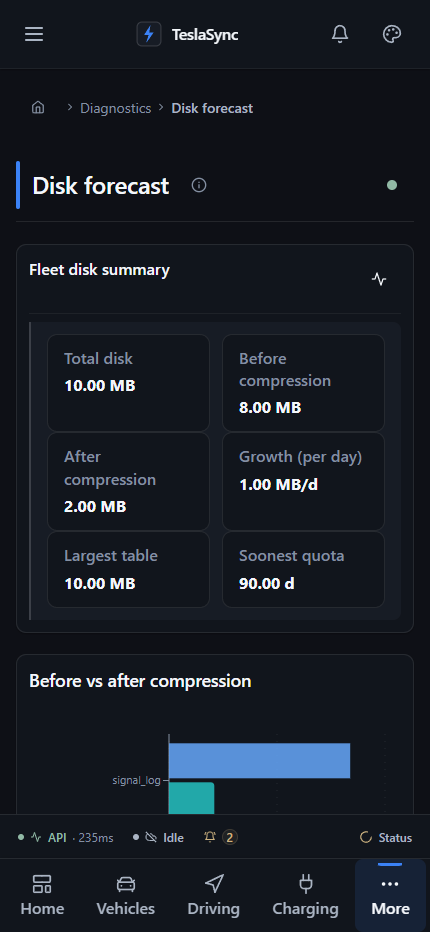 TeslaSync
Diagnostics
Disk forecast
Disk forecast
Fleet disk summary
Total disk
10.00 MB
Before
compression
8.00 MB
After
compression
2.00 MB
Growth (per day)
1.00 MB/d
Largest table
10.00 MB
Soonest quota
90.00 d
Before vs after compression
signal_log
API · 235ms
Idle
2
Status
Home
Vehicles
Driving
Charging
More